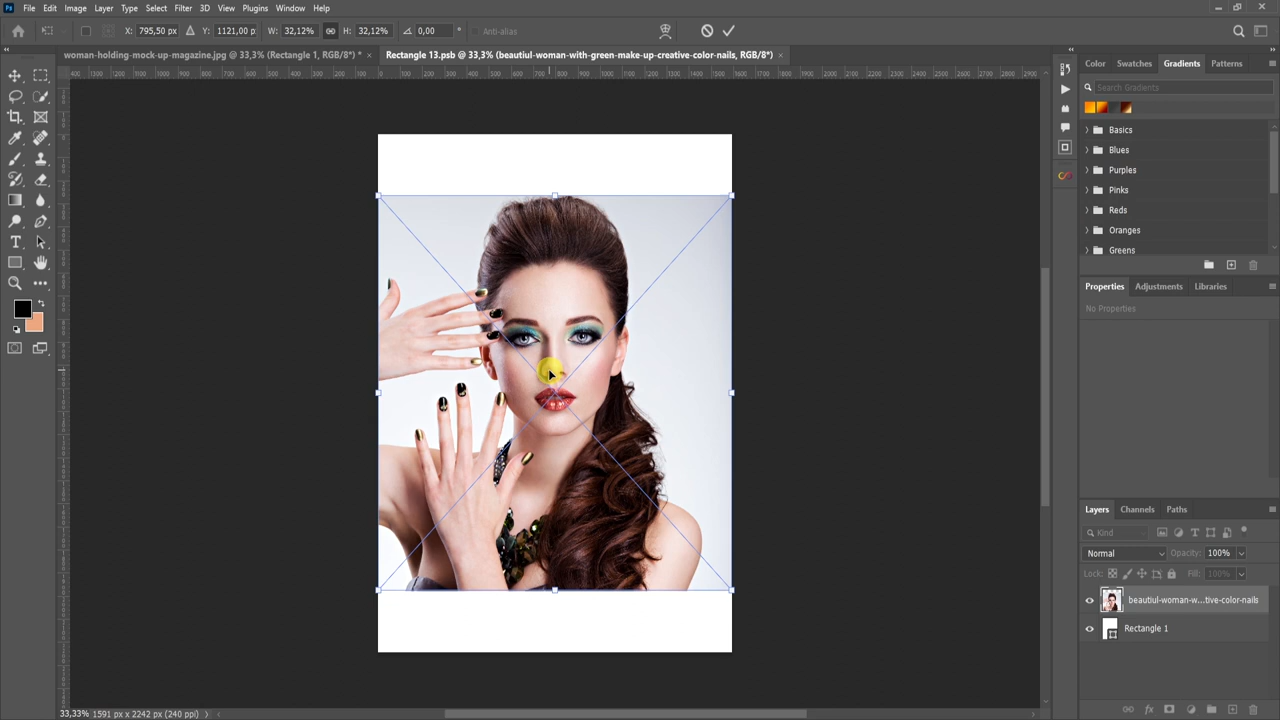 Ps File Edit Image Layer Type Select Filter 3D View Plugins Window Help
X: 795,50 px Y: 1121,00 p W: 32,12% H: 32,12% 0,00 ° Anti-alias
woman-holding-mock-up-magazine.jpg @ 33,3% (Rectangle 1, RGB/8*) * × Rectangle 13.psb @ 33,3% (beautiul-woman-with-green-make-up-creative-color-nails, RGB/8*) ×
Color Swatches Gradients Patterns
Search Gradients
Basics
Blues
Purples
Pinks
Reds
Oranges
Greens
Properties Adjustments Libraries
No Properties
Layers Channels Paths
Kind
Normal Opacity: 100%
Lock: Fill: 100%
beautiul-woman-w...tive-color-nails
Rectangle 1
33,33% 1591 px x 2242 px (240 ppi)